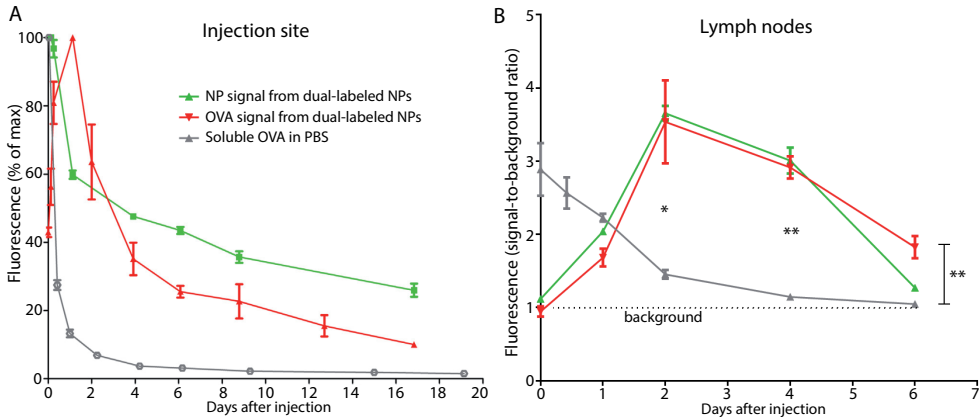 A
Injection site
Fluorescence (% of max)
100
80
60
40
20
0
NP signal from dual-labeled NPs
OVA signal from dual-labeled NPs
Soluble OVA in PBS
0 2 4 6 8 10 12 14 16 18 20
Days after injection
B
Lymph nodes
Fluorescence (signal-to-background ratio)
5
4
3
2
1
0
*
**
**
background
0 1 2 3 4 5 6 7
Days after injection